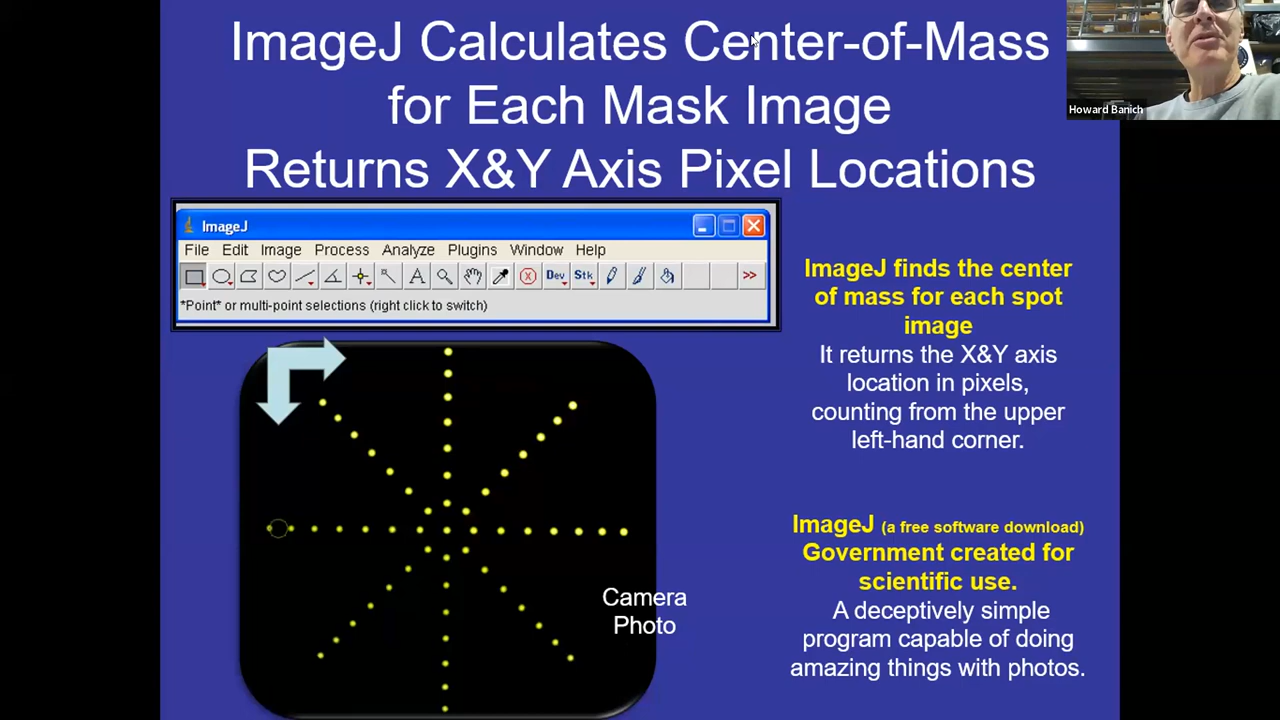 ImageJ Calculates Center-of-Mass
for Each Mask Image
Returns X&Y Axis Pixel Locations
Howard Banich
ImageJ
File Edit Image Process Analyze Plugins Window Help
A Dev Stk >>
*Point* or multi-point selections (right click to switch)
ImageJ finds the center
of mass for each spot
image
It returns the X&Y axis
location in pixels,
counting from the upper
left-hand corner.
Camera
Photo
ImageJ (a free software download)
Government created for
scientific use.
A deceptively simple
program capable of doing
amazing things with photos.